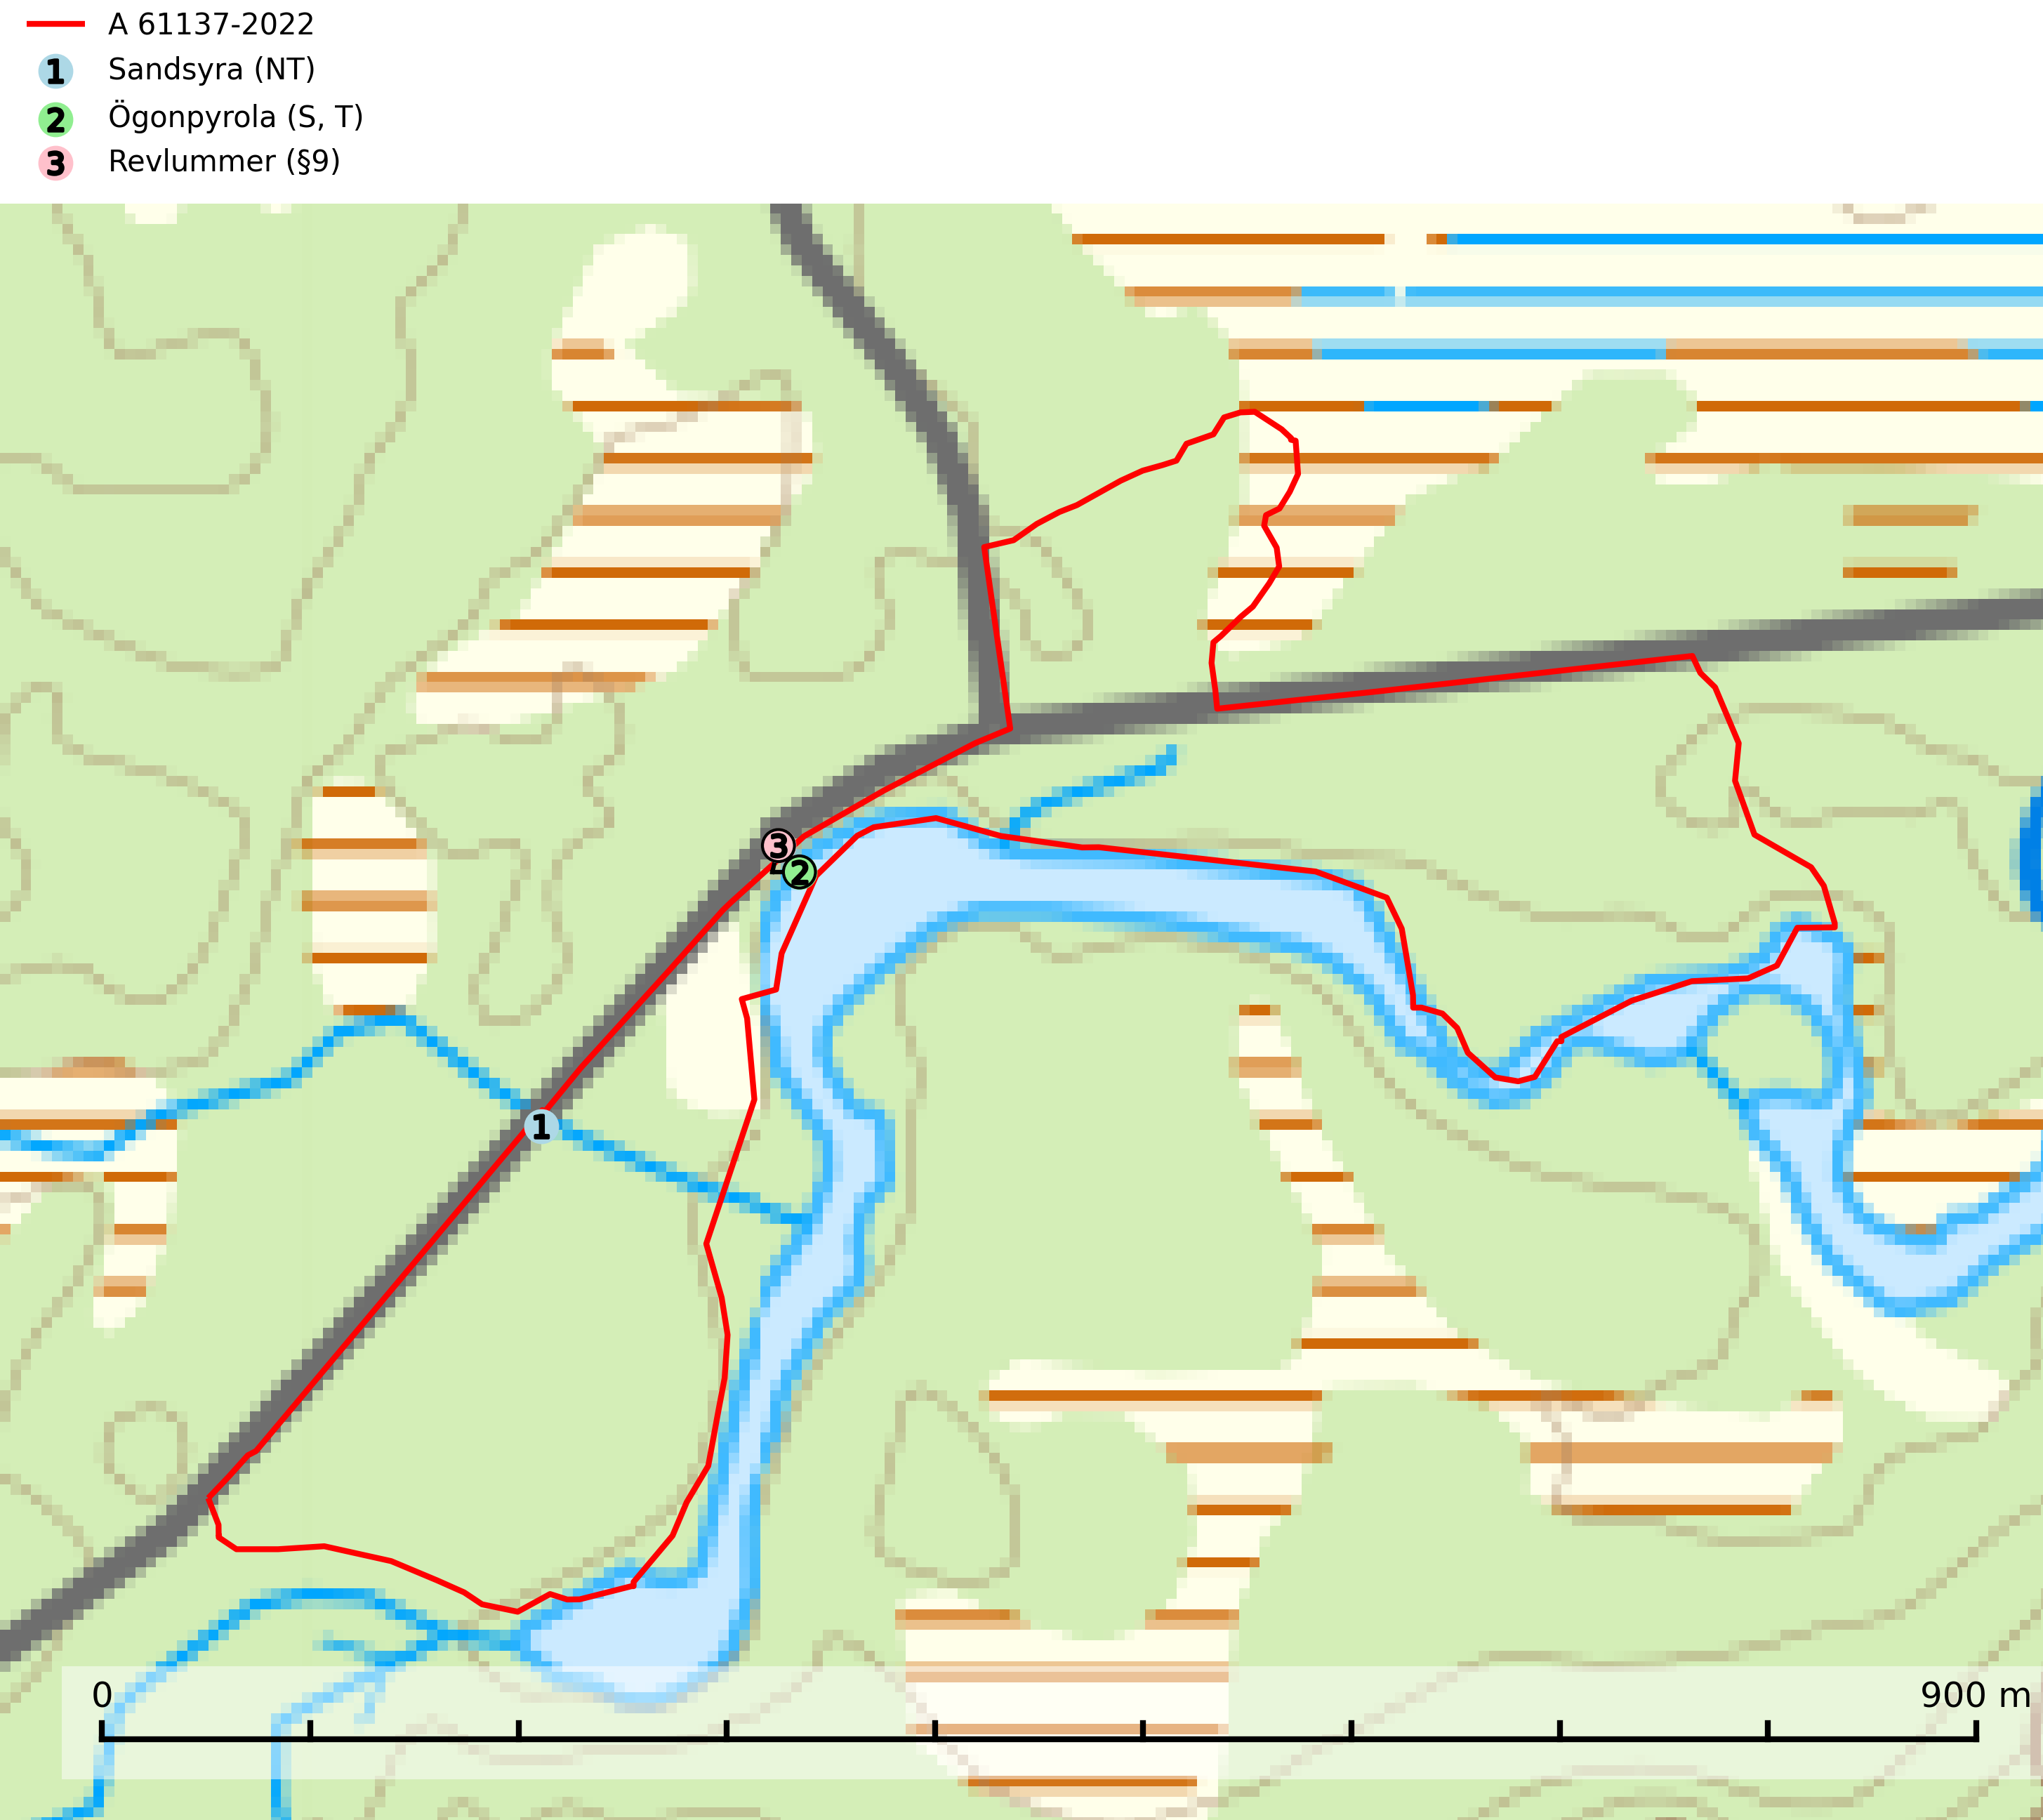 A 61137-2022
1 Sandsyra (NT)
2 Ögonpyrola (S, T)
3 Revlummer (§9)
3
2
1
0 900 m